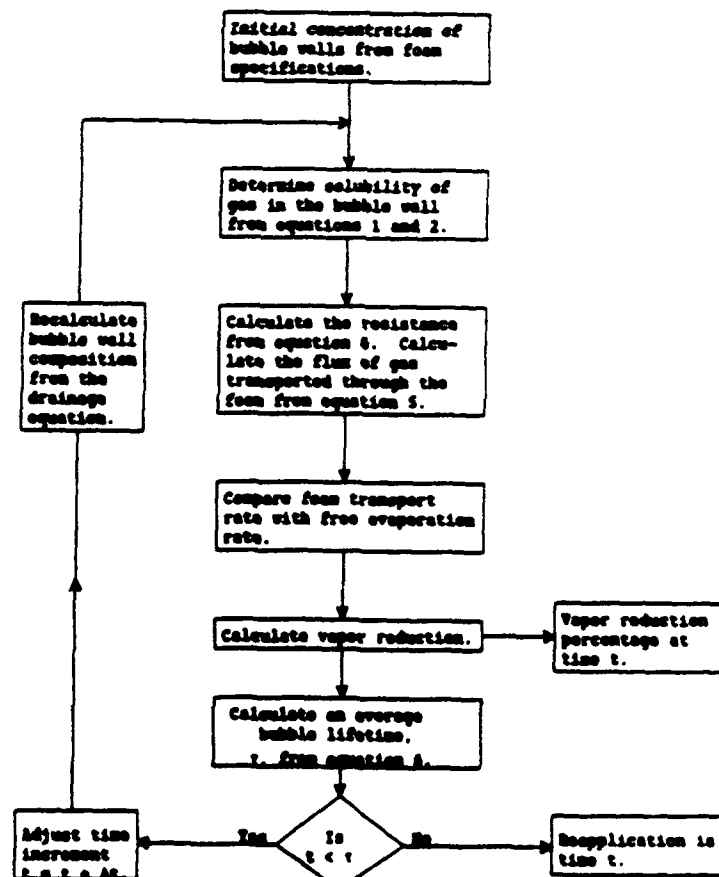 Initial concentration of
bubble walls from foam
specifications.
Determine solubility of
gas in the bubble wall
from equations 1 and 2.
Recalculate
bubble wall
composition
from the
drainage
equation.
Calculate the resistance
from equation 4. Calcu-
late the flux of gas
transported through the
foam from equation 5.
Compare foam transport
rate with free evaporation
rate.
Calculate vapor reduction.
Vapor reduction
percentage at
time t.
Calculate an average
bubble lifetime,
τ, from equation
Adjust time
increment
Yes
Is
t < τ
No
Reapplication is
time t.